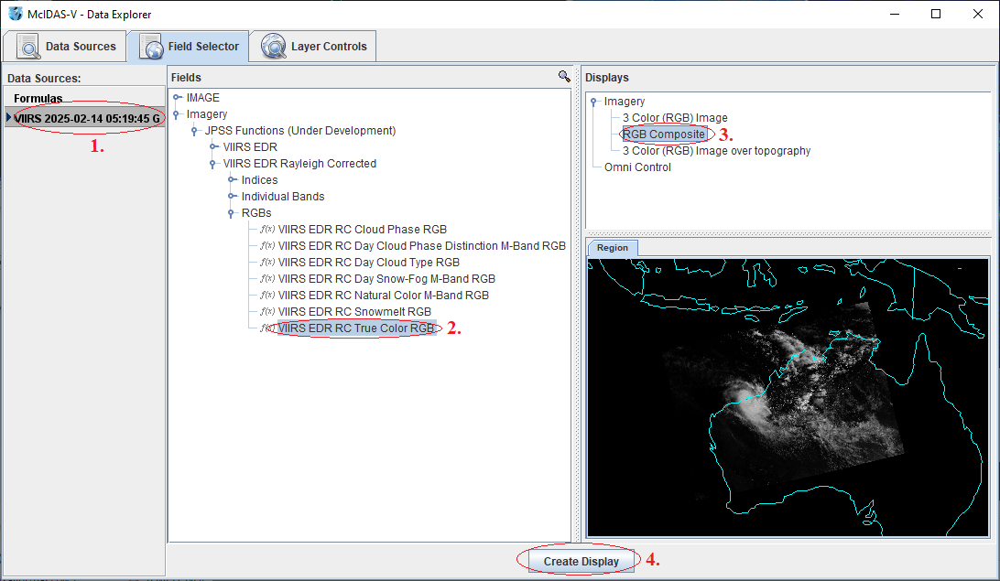 McIDAS-V - Data Explorer
Data Sources
Field Selector
Layer Controls
Data Sources:
Formulas
VIIRS 2025-02-14 05:19:45 G
1.
Fields
IMAGE
Imagery
JPSS Functions (Under Development)
VIIRS EDR
VIIRS EDR Rayleigh Corrected
Indices
Individual Bands
RGBs
f(x) VIIRS EDR RC Cloud Phase RGB
f(x) VIIRS EDR RC Day Cloud Phase Distinction M-Band RGB
f(x) VIIRS EDR RC Day Cloud Type RGB
f(x) VIIRS EDR RC Day Snow-Fog M-Band RGB
f(x) VIIRS EDR RC Natural Color M-Band RGB
f(x) VIIRS EDR RC Snowmelt RGB
f(x) VIIRS EDR RC True Color RGB 2.
Displays
Imagery
3 Color (RGB) Image
RGB Composite 3.
3 Color (RGB) Image over topography
Omni Control
Region
Create Display 4.